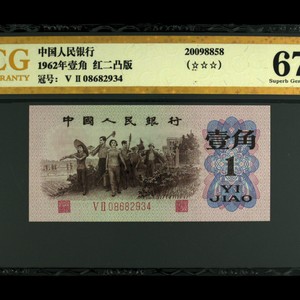 CG
RRANTY
中国人民银行
1962年壹角 红二凸版
冠号: V II 08682934
20098858
(☆☆☆)
67
Superb Ge
中国人民银行
壹角
1
YI
JIAO
V II 08682934